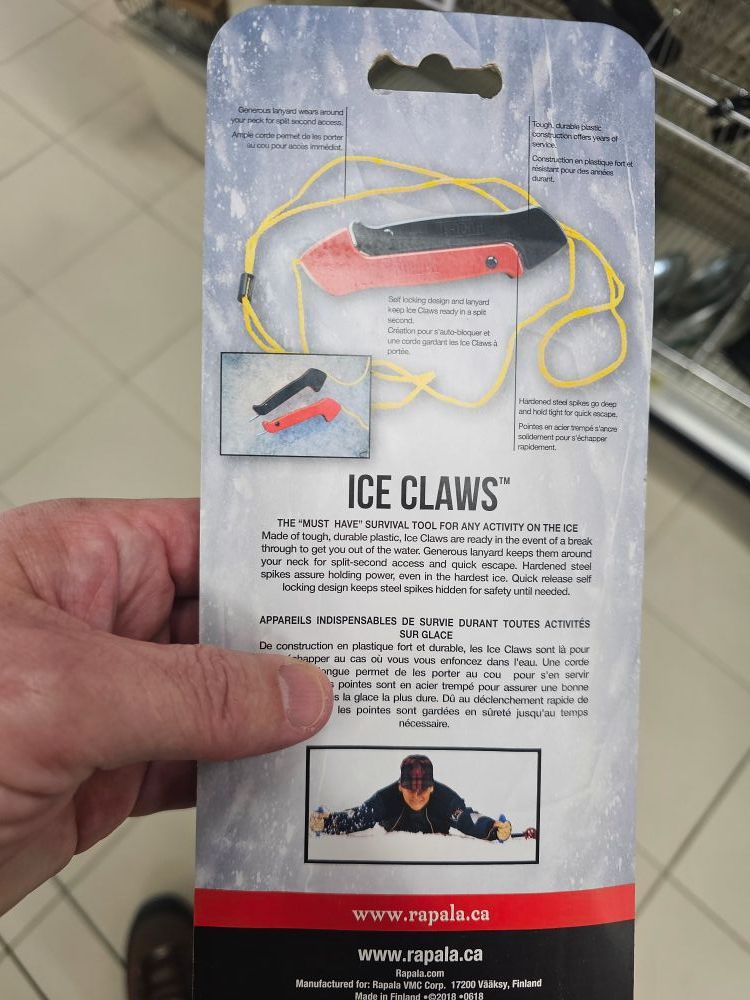 Generous lanyard wears around
your neck for split second access.
Ample corde permet de les porter
au cou pour accès immédiat.
Tough, durable plastic
construction offers years of
service.
Construction en plastique fort et
résistant pour des années
durant.
Self locking design and lanyard
keep Ice Claws ready in a split
second.
Création pour s'auto-bloquer et
une corde gardant les Ice Claws à
portée.
Hardened steel spikes go deep
and hold tight for quick escape.
Pointes en acier trempé s'ancre
solidement pour s'échapper
rapidement.
ICE CLAWS™
THE "MUST HAVE" SURVIVAL TOOL FOR ANY ACTIVITY ON THE ICE
Made of tough, durable plastic, Ice Claws are ready in the event of a break
through to get you out of the water. Generous lanyard keeps them around
your neck for split-second access and quick escape. Hardened steel
spikes assure holding power, even in the hardest ice. Quick release self
locking design keeps steel spikes hidden for safety until needed.
APPAREILS INDISPENSABLES DE SURVIE DURANT TOUTES ACTIVITÉS
SUR GLACE
De construction en plastique fort et durable, les Ice Claws sont là pour
au cas où vous vous enfoncez dans l'eau. Une corde
permet de les porter au cou pour s'en servir
pointes sont en acier trempé pour assurer une bonne
la glace la plus dure. Dû au déclenchement rapide de
les pointes sont gardées en sûreté jusqu'au temps
nécessaire.
www.rapala.ca
www.rapala.ca
Rapala.com
Manufactured for: Rapala VMC Corp. 17200 Vääksy, Finland
Made in Finland •©2018 •0618